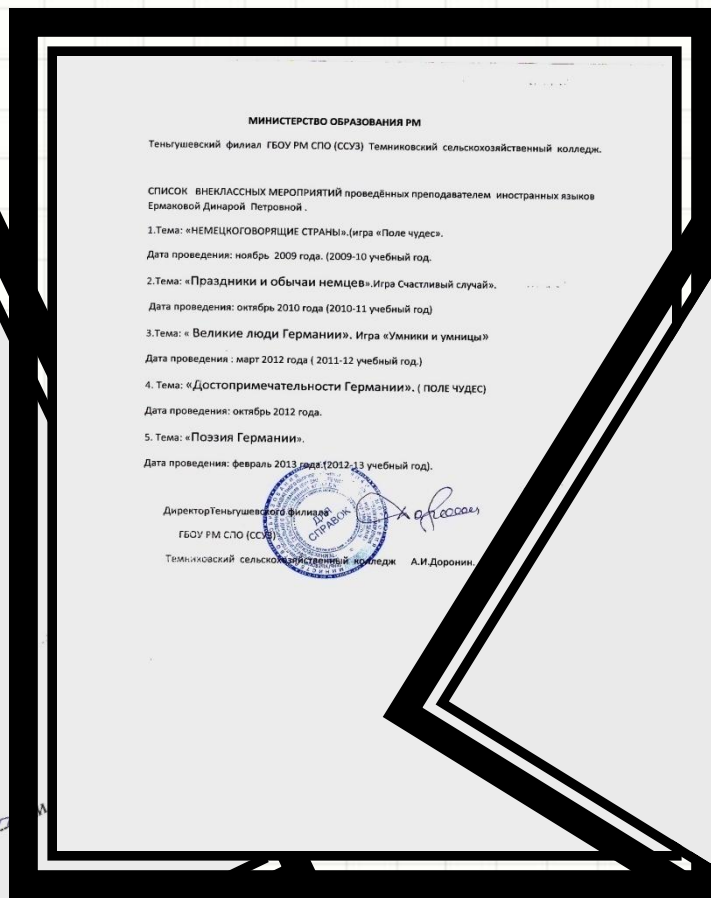 МИНИСТЕРСТВО ОБРАЗОВАНИЯ РМ
Теньгушевский филиал ГБОУ РМ СПО (ССУЗ) Темниковский сельскохозяйственный колледж.
СПИСОК ВНЕКЛАССНЫХ МЕРОПРИЯТИЙ проведённых преподавателем иностранных языков
Ермаковой Динарой Петровной .
1.Тема: «НЕМЕЦКОГОВОРЯЩИЕ СТРАНЫ».(игра «Поле чудес».
Дата проведения: ноябрь 2009 года. (2009-10 учебный год.
2.Тема: «Праздники и обычаи немцев».Игра Счастливый случай».
Дата проведения: октябрь 2010 года (2010-11 учебный год)
3.Тема: « Великие люди Германии». Игра «Умники и умницы»
Дата проведения : март 2012 года ( 2011-12 учебный год.)
4. Тема: «Достопримечательности Германии». ( ПОЛЕ ЧУДЕС)
Дата проведения: октябрь 2012 года.
5. Тема: «Поэзия Германии».
Дата проведения: февраль 2013 года.(2012-13 учебный год).
ДиректорТеньгушевского филиала
ГБОУ РМ СПО (ССУЗ)
Темниковский сельскохозяйственный колледж А.И.Доронин.
ДЛЯ
СПРАВОК